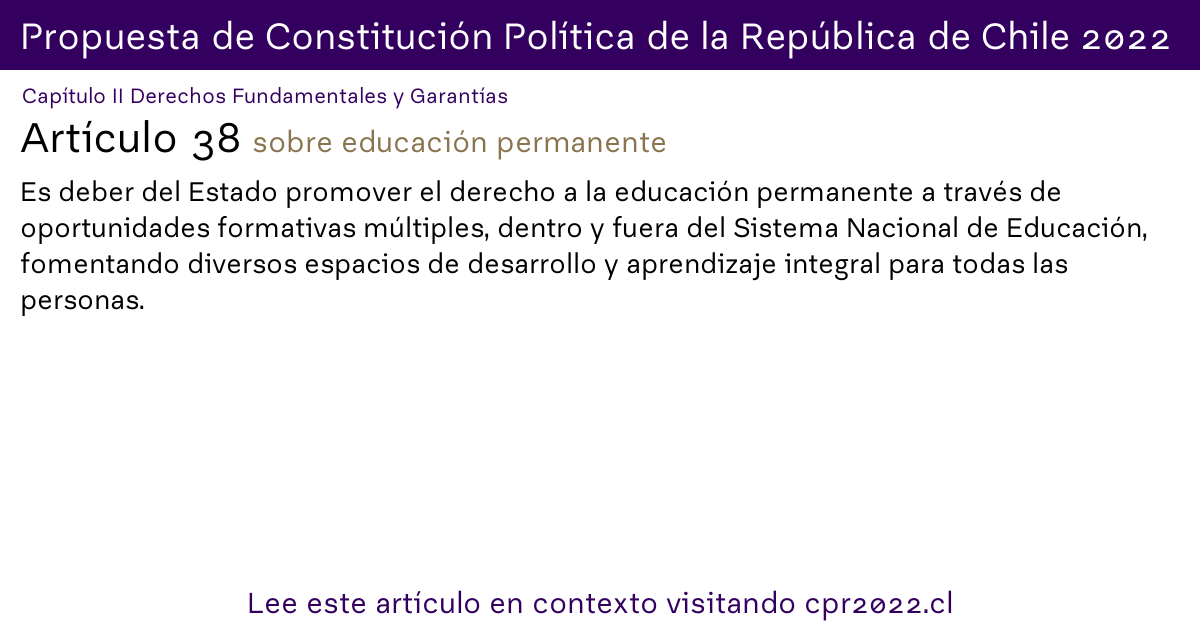 Propuesta de Constitución Política de la República de Chile 2022
Capítulo II Derechos Fundamentales y Garantías
Artículo 38 sobre educación permanente
Es deber del Estado promover el derecho a la educación permanente a través de
oportunidades formativas múltiples, dentro y fuera del Sistema Nacional de Educación,
fomentando diversos espacios de desarrollo y aprendizaje integral para todas las
personas.
Lee este artículo en contexto visitando cpr2022.cl